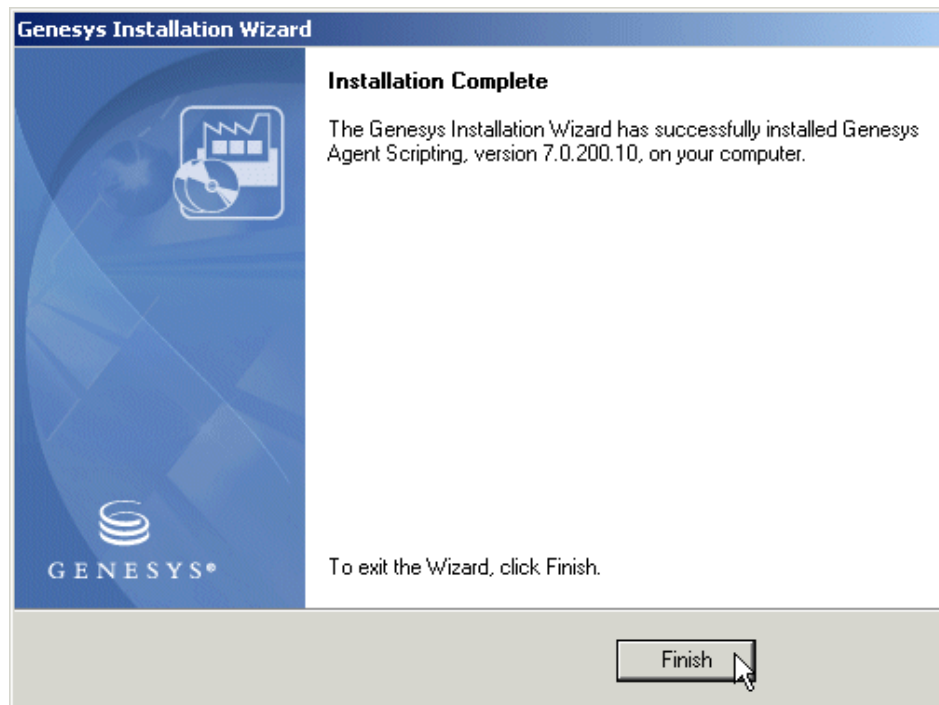 Genesys Installation Wizard
Installation Complete
The Genesys Installation Wizard has successfully installed Genesys
Agent Scripting, version 7.0.200.10, on your computer.
GENESYS®
To exit the Wizard, click Finish.
Finish